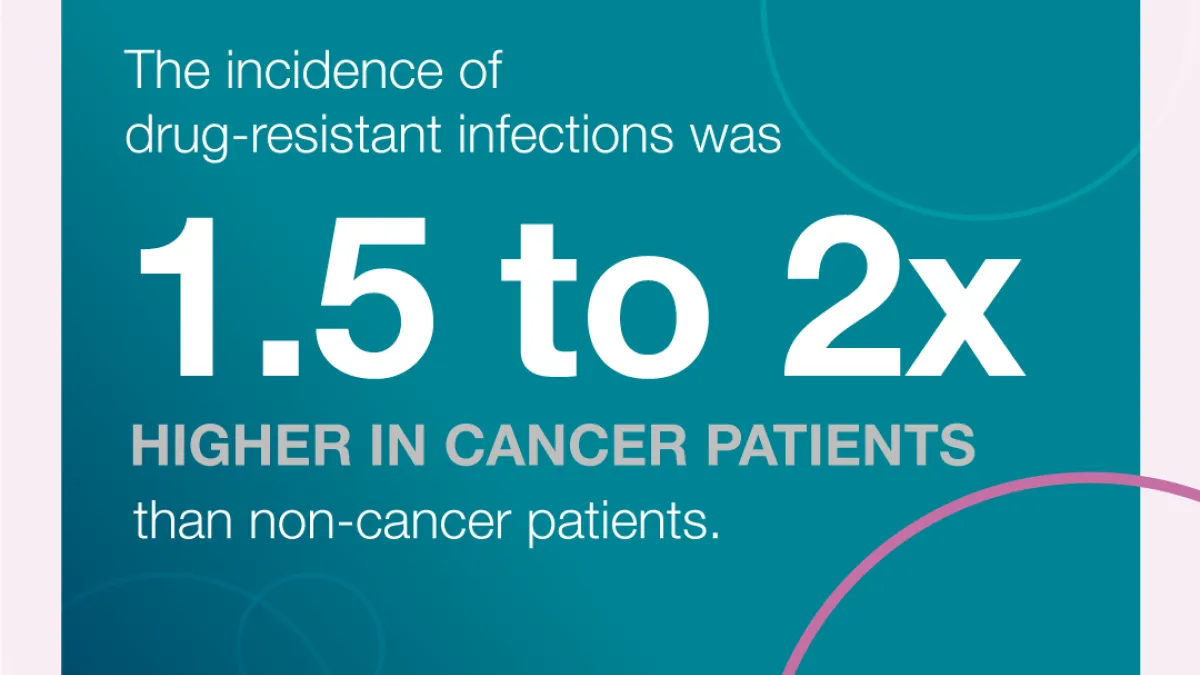 The incidence of
drug-resistant infections was
1.5 to 2x
HIGHER IN CANCER PATIENTS
than non-cancer patients.